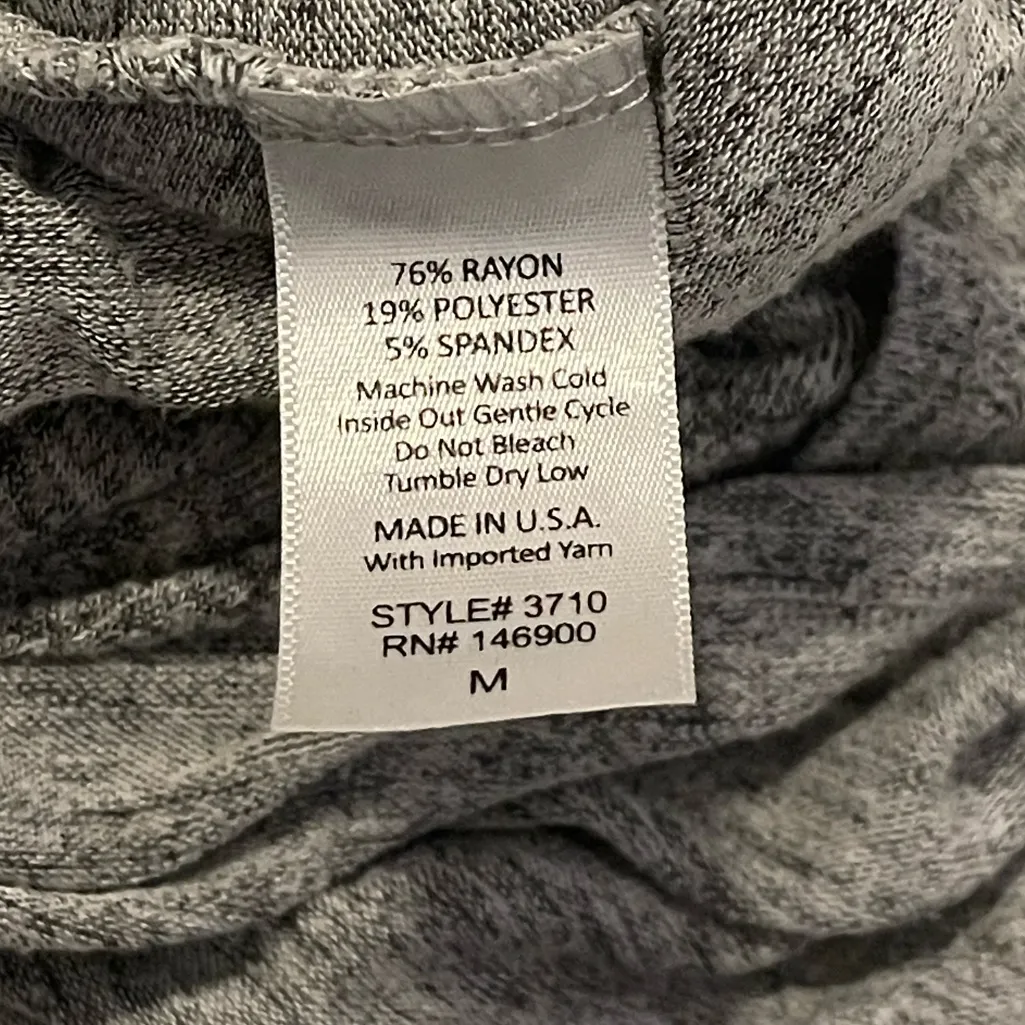 76% RAYON
19% POLYESTER
5% SPANDEX
Machine Wash Cold
Inside Out Gentle Cycle
Do Not Bleach
Tumble Dry Low
MADE IN U.S.A.
With Imported Yarn
STYLE# 3710
RN# 146900
M